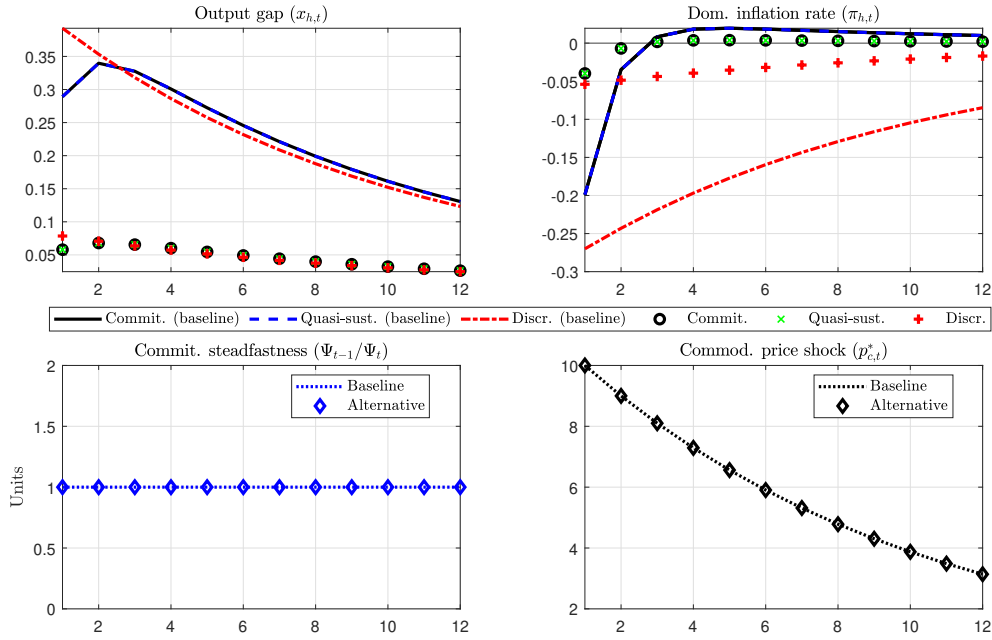 Output gap (x_{h,t})
0.35
0.3
0.25
0.2
0.15
0.1
0.05
2 4 6 8 10 12
Dom. inflation rate (π_{h,t})
0
-0.05
-0.1
-0.15
-0.2
-0.25
-0.3
2 4 6 8 10 12
Commit. (baseline) Quasi-sust. (baseline) Discr. (baseline) Commit. Quasi-sust. Discr.
Commit. steadfastness (Ψ_{t−1}/Ψ_t)
Units
2
1.5
1
0.5
0
2 4 6 8 10 12
Baseline
Alternative
Commod. price shock (p*_{c,t})
10
8
6
4
2
2 4 6 8 10 12
Baseline
Alternative